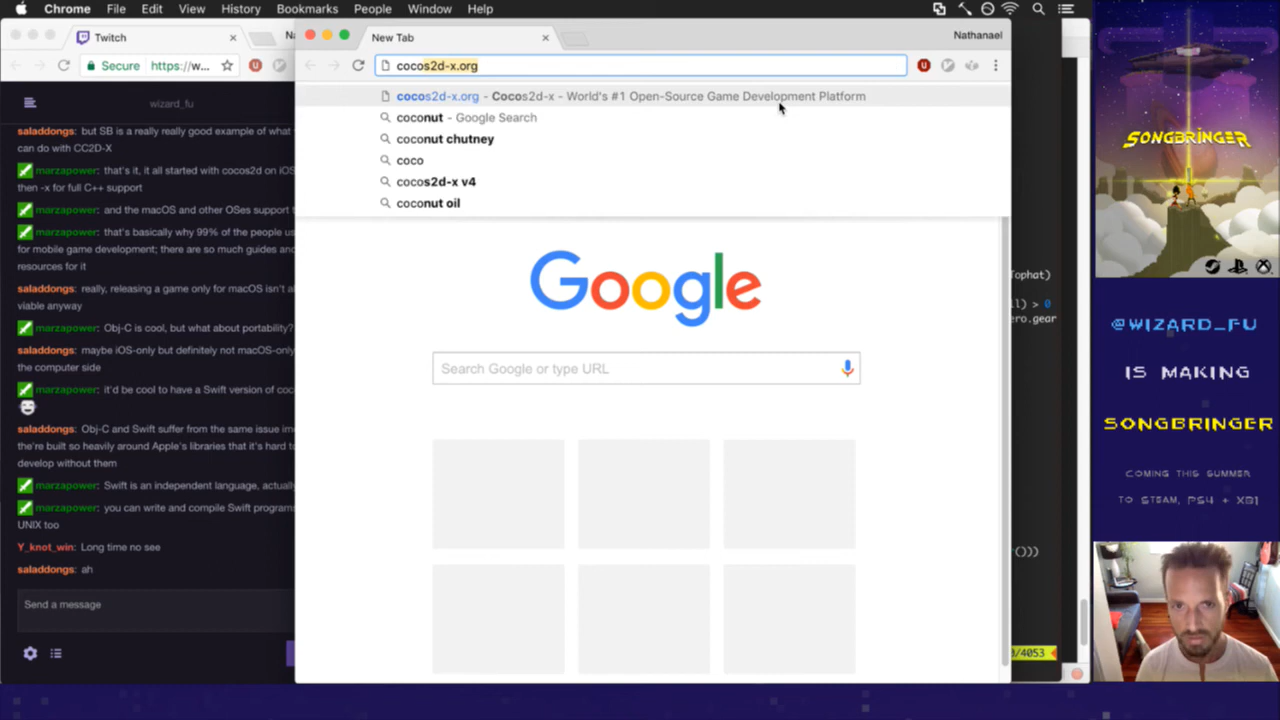 Chrome File Edit View History Bookmarks People Window Help
Twitch
Secure https://w...
wizard_fu
saladdongs: but SB is a really really good example of what
can do with CC2D-X
marzapower: that's it, it all started with cocos2d on iOS
then -x for full C++ support
marzapower: and the macOS and other OSes support
marzapower: that's basically why 99% of the people us
for mobile game development; there are so much guides and
resources for it
saladdongs: really, releasing a game only for macOS isn't
viable anyway
marzapower: Obj-C is cool, but what about portability?
saladdongs: maybe iOS-only but definitely not macOS-only
the computer side
marzapower: it'd be cool to have a Swift version of coc
saladdongs: Obj-C and Swift suffer from the same issue
the're built so heavily around Apple's libraries that it's hard to
develop without them
marzapower: Swift is an independent language, actually
marzapower: you can write and compile Swift programs
UNIX too
Y_knot_win: Long time no see
saladdongs: ah
Send a message
New Tab
Nathanael
cocos2d-x.org
cocos2d-x.org - Cocos2d-x - World's #1 Open-Source Game Development Platform
coconut - Google Search
coconut chutney
coco
cocos2d-x v4
coconut oil
Google
Search Google or type URL
ophat)
l) > 0
ero.gear
()))
/4053
SONGBRINGER
@WIZARD_FU
IS MAKING
SONGBRINGER
COMING THIS SUMMER
TO STEAM, PS4 + XB1